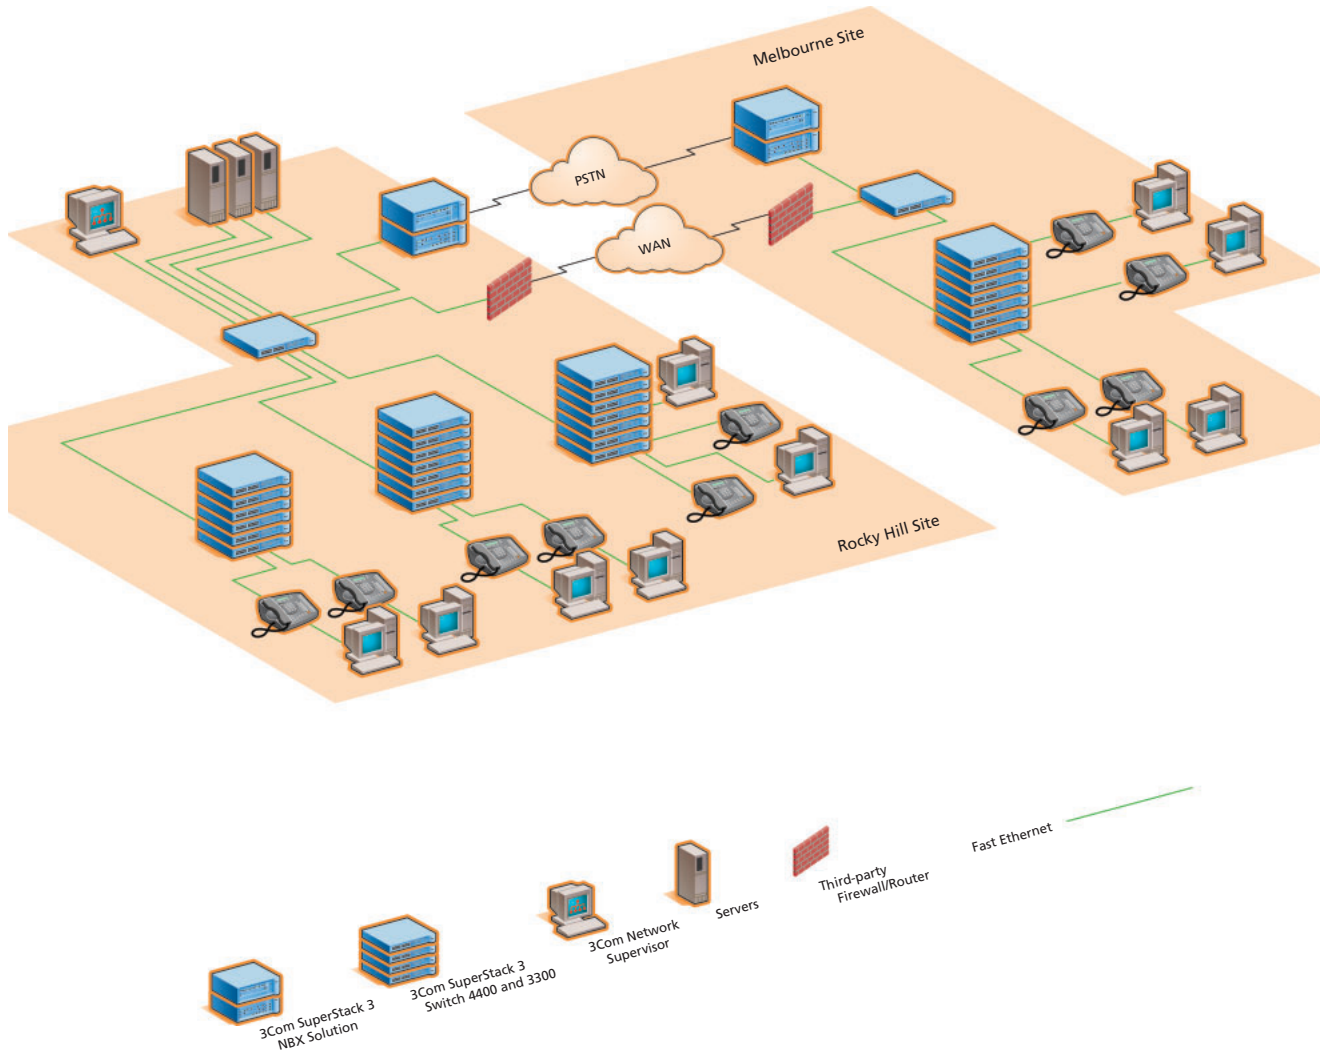 Melbourne Site
PSTN
WAN
Rocky Hill Site
Fast Ethernet
Third-party
Firewall/Router
Servers
3Com Network
Supervisor
3Com SuperStack 3
Switch 4400 and 3300
3Com SuperStack 3
NBX Solution